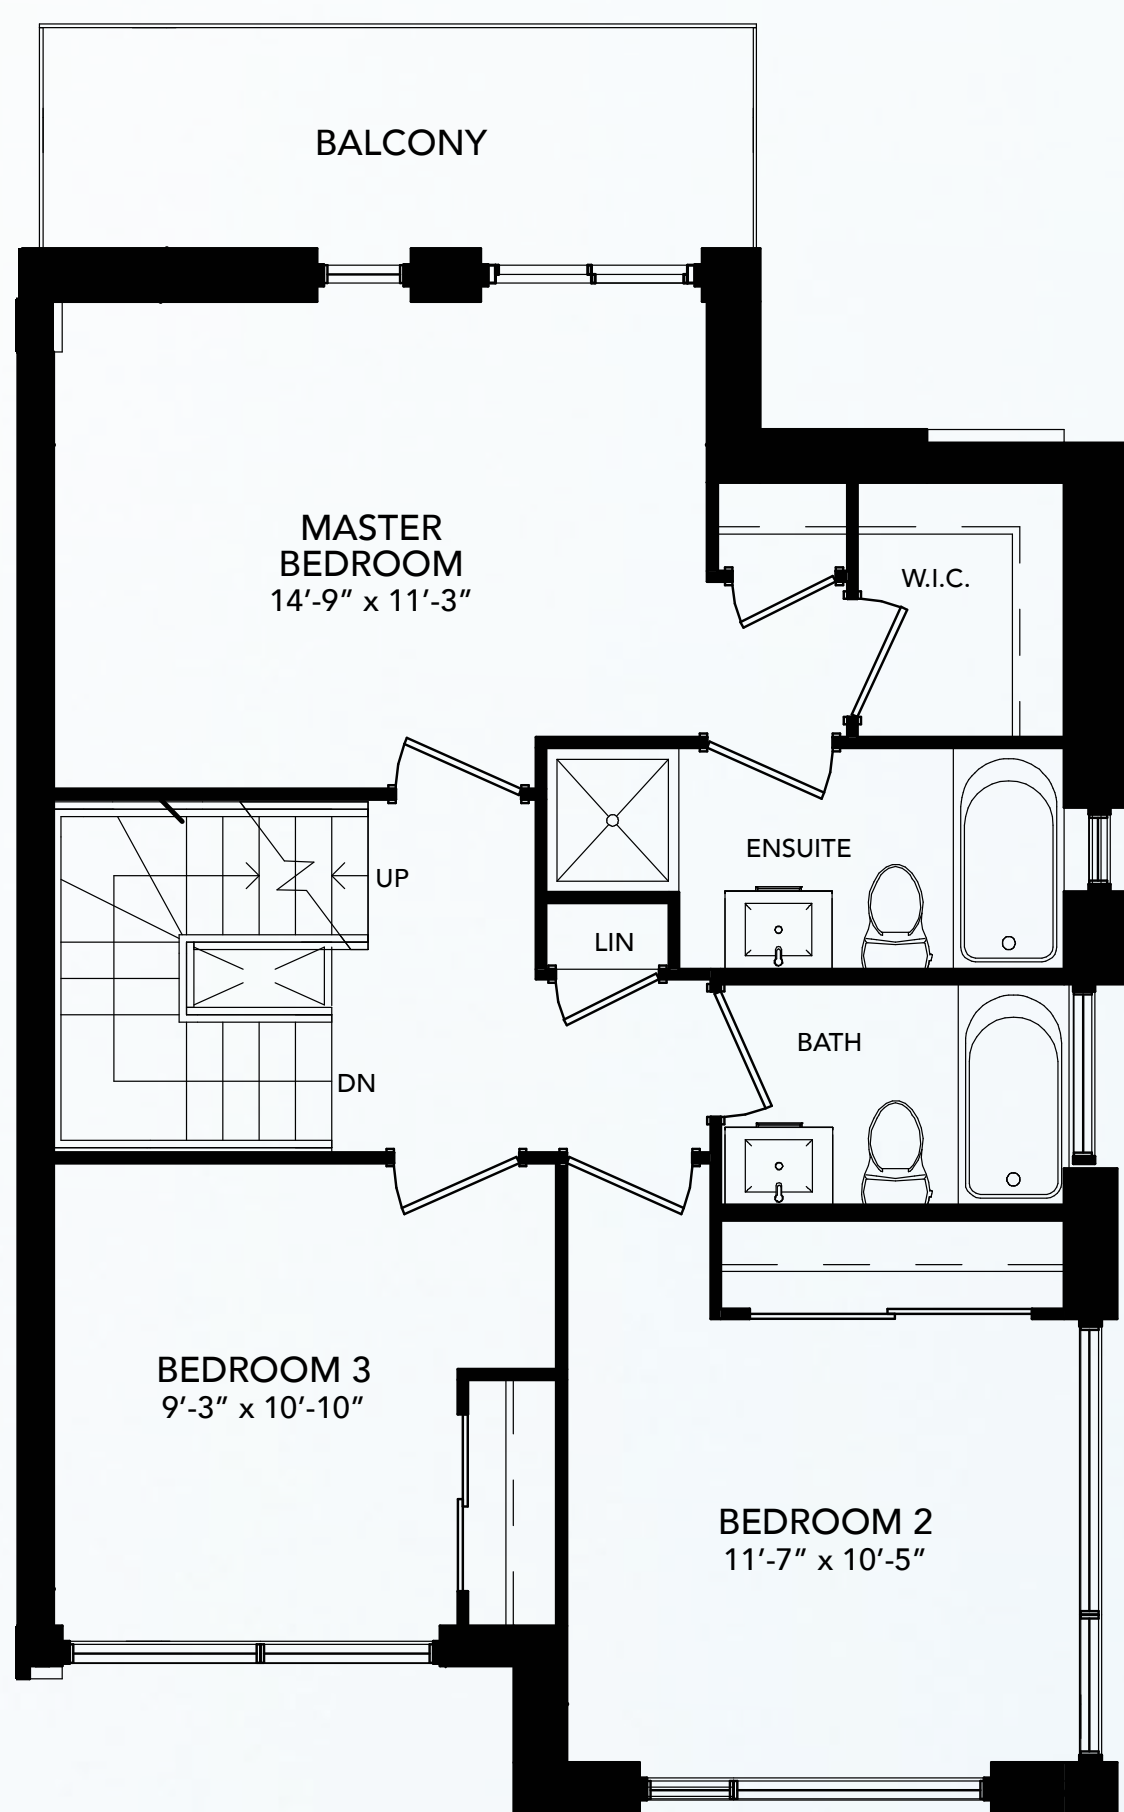 BALCONY
MASTER
BEDROOM
14’-9” x 11’-3”
W.I.C.
ENSUITE
UP
LIN
BATH
DN
BEDROOM 3
9’-3” x 10’-10”
BEDROOM 2
11’-7” x 10’-5”